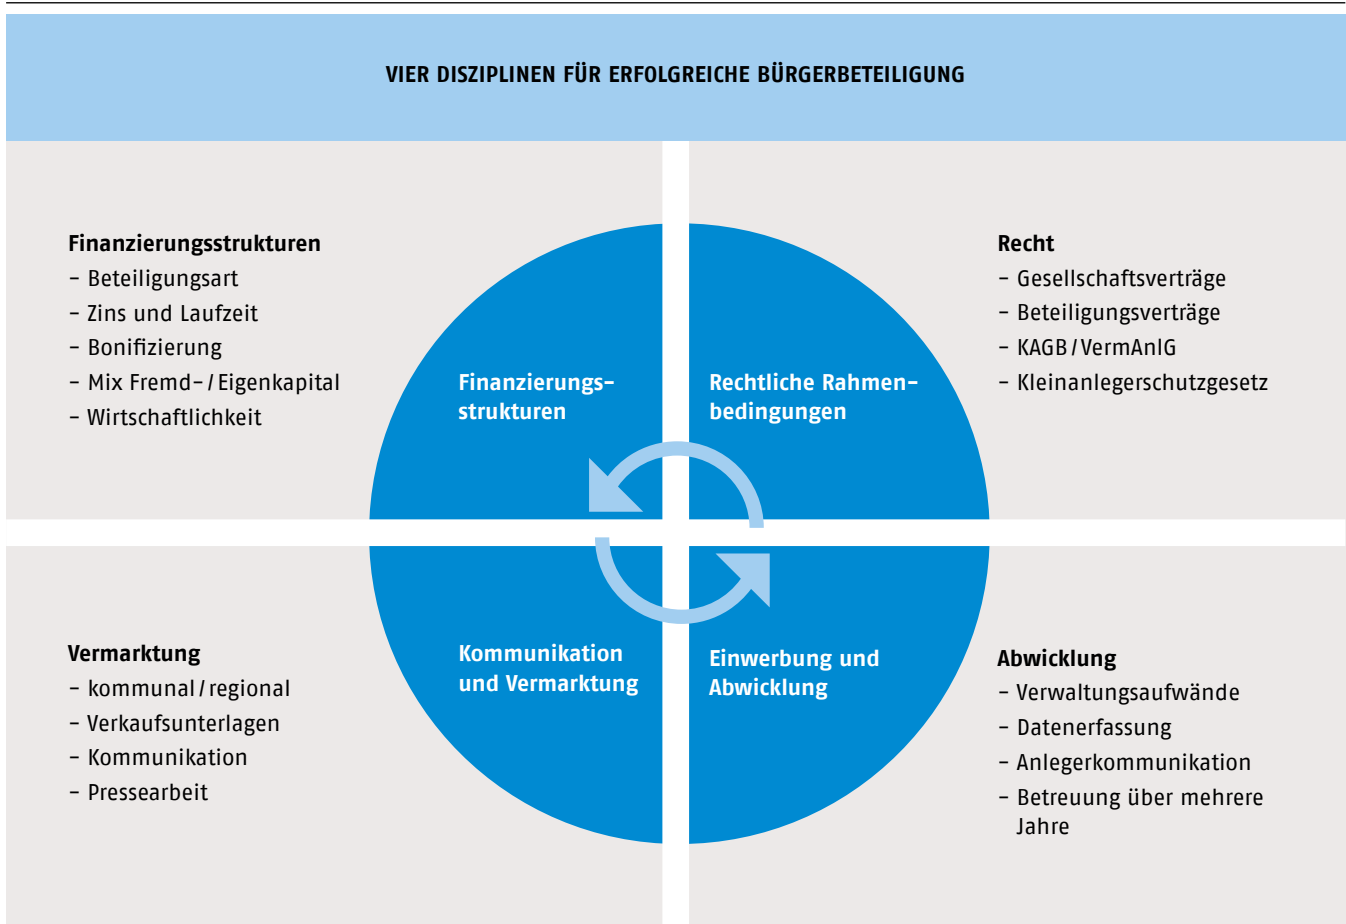 VIER DISZIPLINEN FÜR ERFOLGREICHE BÜRGERBETEILIGUNG
Finanzierungsstrukturen
– Beteiligungsart
– Zins und Laufzeit
– Bonifizierung
– Mix Fremd-/Eigenkapital
– Wirtschaftlichkeit
Finanzierungs-
strukturen
Rechtliche Rahmen-
bedingungen
Recht
– Gesellschaftsverträge
– Beteiligungsverträge
– KAGB/VermAnlG
– Kleinanlegerschutzgesetz
Vermarktung
– kommunal/regional
– Verkaufsunterlagen
– Kommunikation
– Pressearbeit
Kommunikation
und Vermarktung
Einwerbung und
Abwicklung
Abwicklung
– Verwaltungsaufwände
– Datenerfassung
– Anlegerkommunikation
– Betreuung über mehrere
Jahre